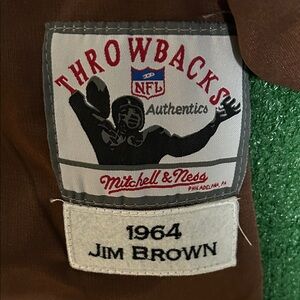 THROWBACKS
NFL
Authentics
Mitchell & Ness
PHILADELPHIA, PA
1964
JIM BROWN